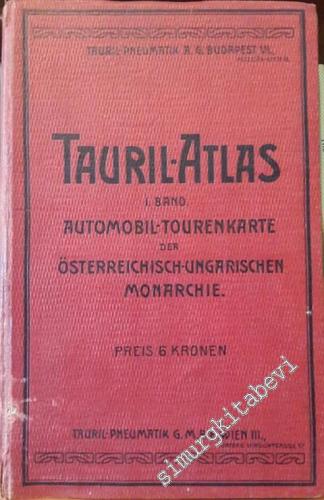 TAURIL-PNEUMATIK A. G. BUDAPEST VI.,
TAURIL-ATLAS
I. BAND.
AUTOMOBIL-TOURENKARTE
DER
ÖSTERREICHISCH-UNGARISCHEN
MONARCHIE.
PREIS 6 KRONEN
TAURIL-PNEUMATIK G. M. WIEN III.,
simurgkitabevi